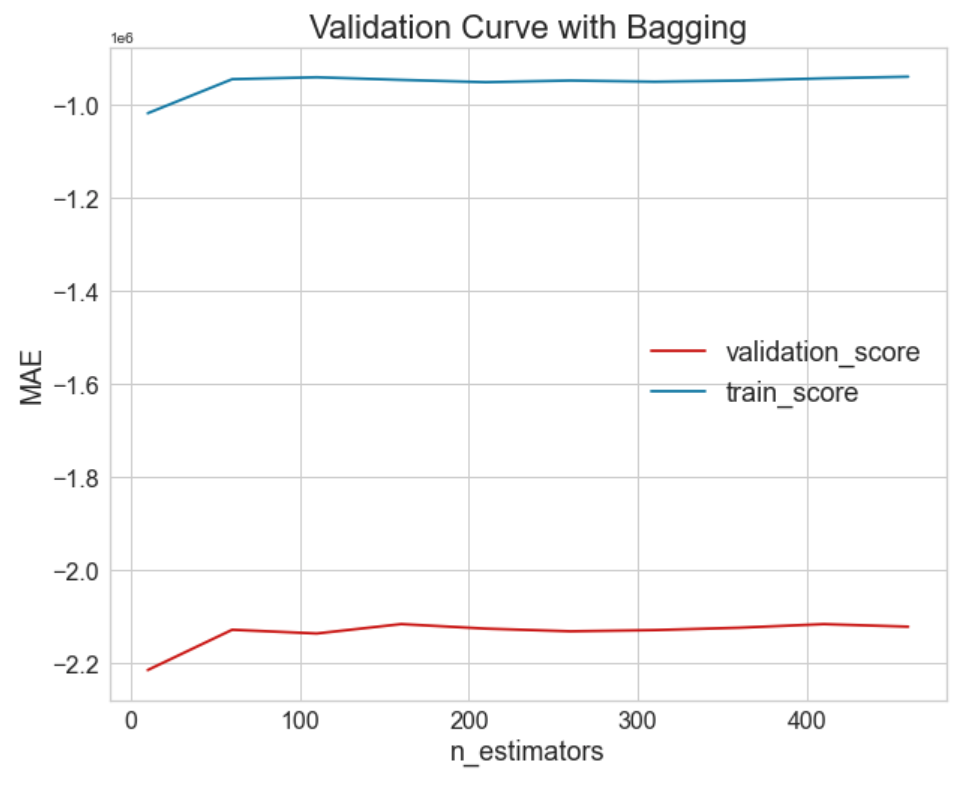 Validation Curve with Bagging
1e6
−1.0
−1.2
−1.4
−1.6
−1.8
−2.0
−2.2
MAE
validation_score
train_score
0 100 200 300 400
n_estimators